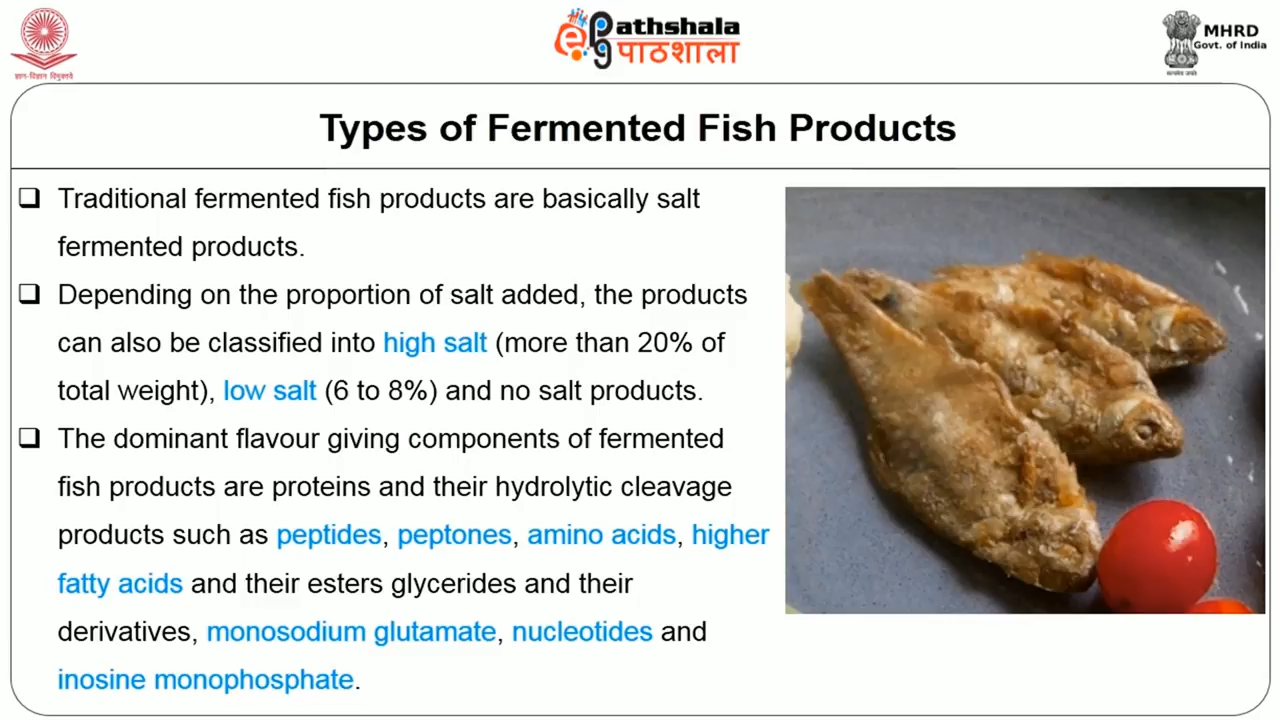 ज्ञान-विज्ञान विमुक्तये
ePathshala
पाठशाला
MHRD
Govt. of India
सत्यमेव जयते
Types of Fermented Fish Products
❑ Traditional fermented fish products are basically salt
fermented products.
❑ Depending on the proportion of salt added, the products
can also be classified into high salt (more than 20% of
total weight), low salt (6 to 8%) and no salt products.
❑ The dominant flavour giving components of fermented
fish products are proteins and their hydrolytic cleavage
products such as peptides, peptones, amino acids, higher
fatty acids and their esters glycerides and their
derivatives, monosodium glutamate, nucleotides and
inosine monophosphate.